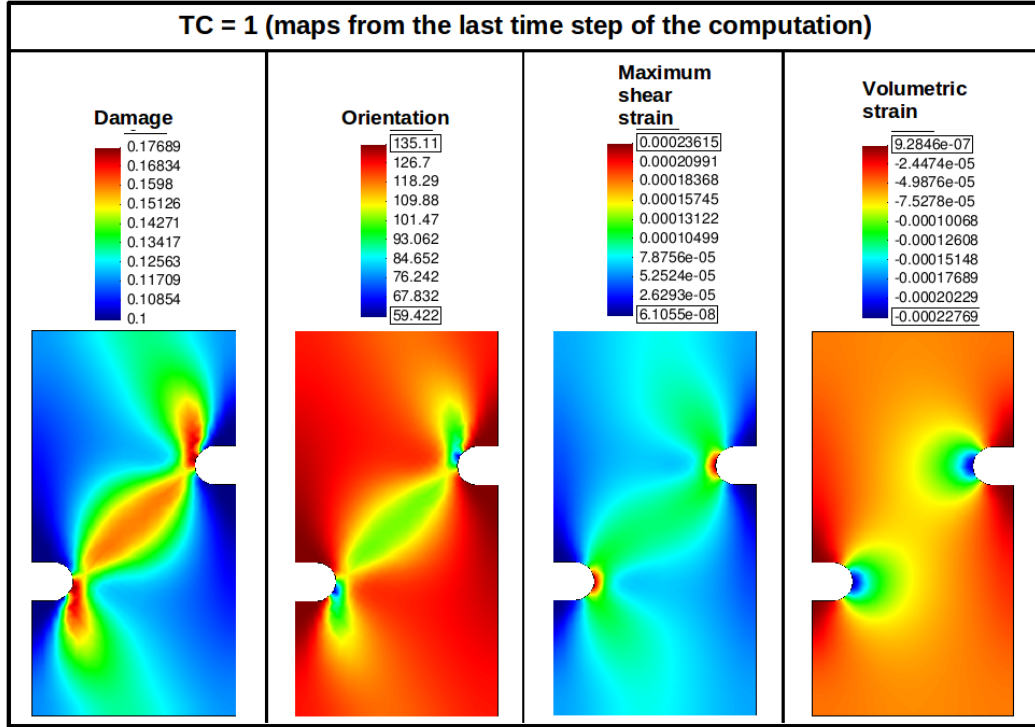 TC = 1 (maps from the last time step of the computation)
Damage
0.17689
0.16834
0.1598
0.15126
0.14271
0.13417
0.12563
0.11709
0.10854
0.1
Orientation
135.11
126.7
118.29
109.88
101.47
93.062
84.652
76.242
67.832
59.422
Maximum
shear
strain
0.00023615
0.00020991
0.00018368
0.00015745
0.00013122
0.00010499
7.8756e-05
5.2524e-05
2.6293e-05
6.1055e-08
Volumetric
strain
9.2846e-07
-2.4474e-05
-4.9876e-05
-7.5278e-05
-0.00010068
-0.00012608
-0.00015148
-0.00017689
-0.00020229
-0.00022769